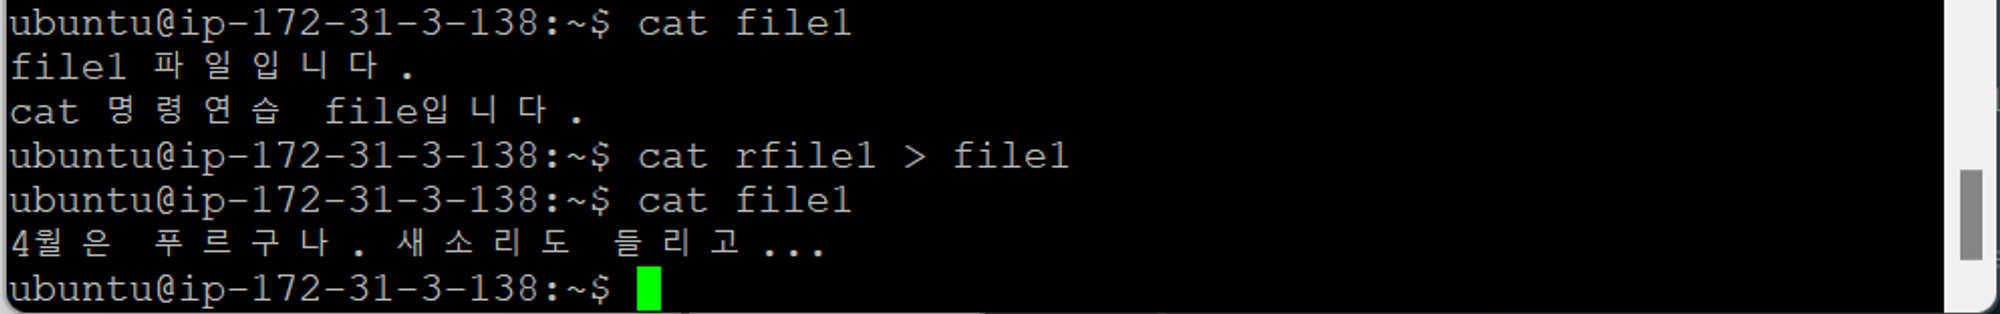 ubuntu@ip-172-31-3-138:~$ cat file1
file1 파일입니다.
cat 명령연습 file입니다.
ubuntu@ip-172-31-3-138:~$ cat rfile1 > file1
ubuntu@ip-172-31-3-138:~$ cat file1
4월은 푸르구나. 새소리도 들리고...
ubuntu@ip-172-31-3-138:~$